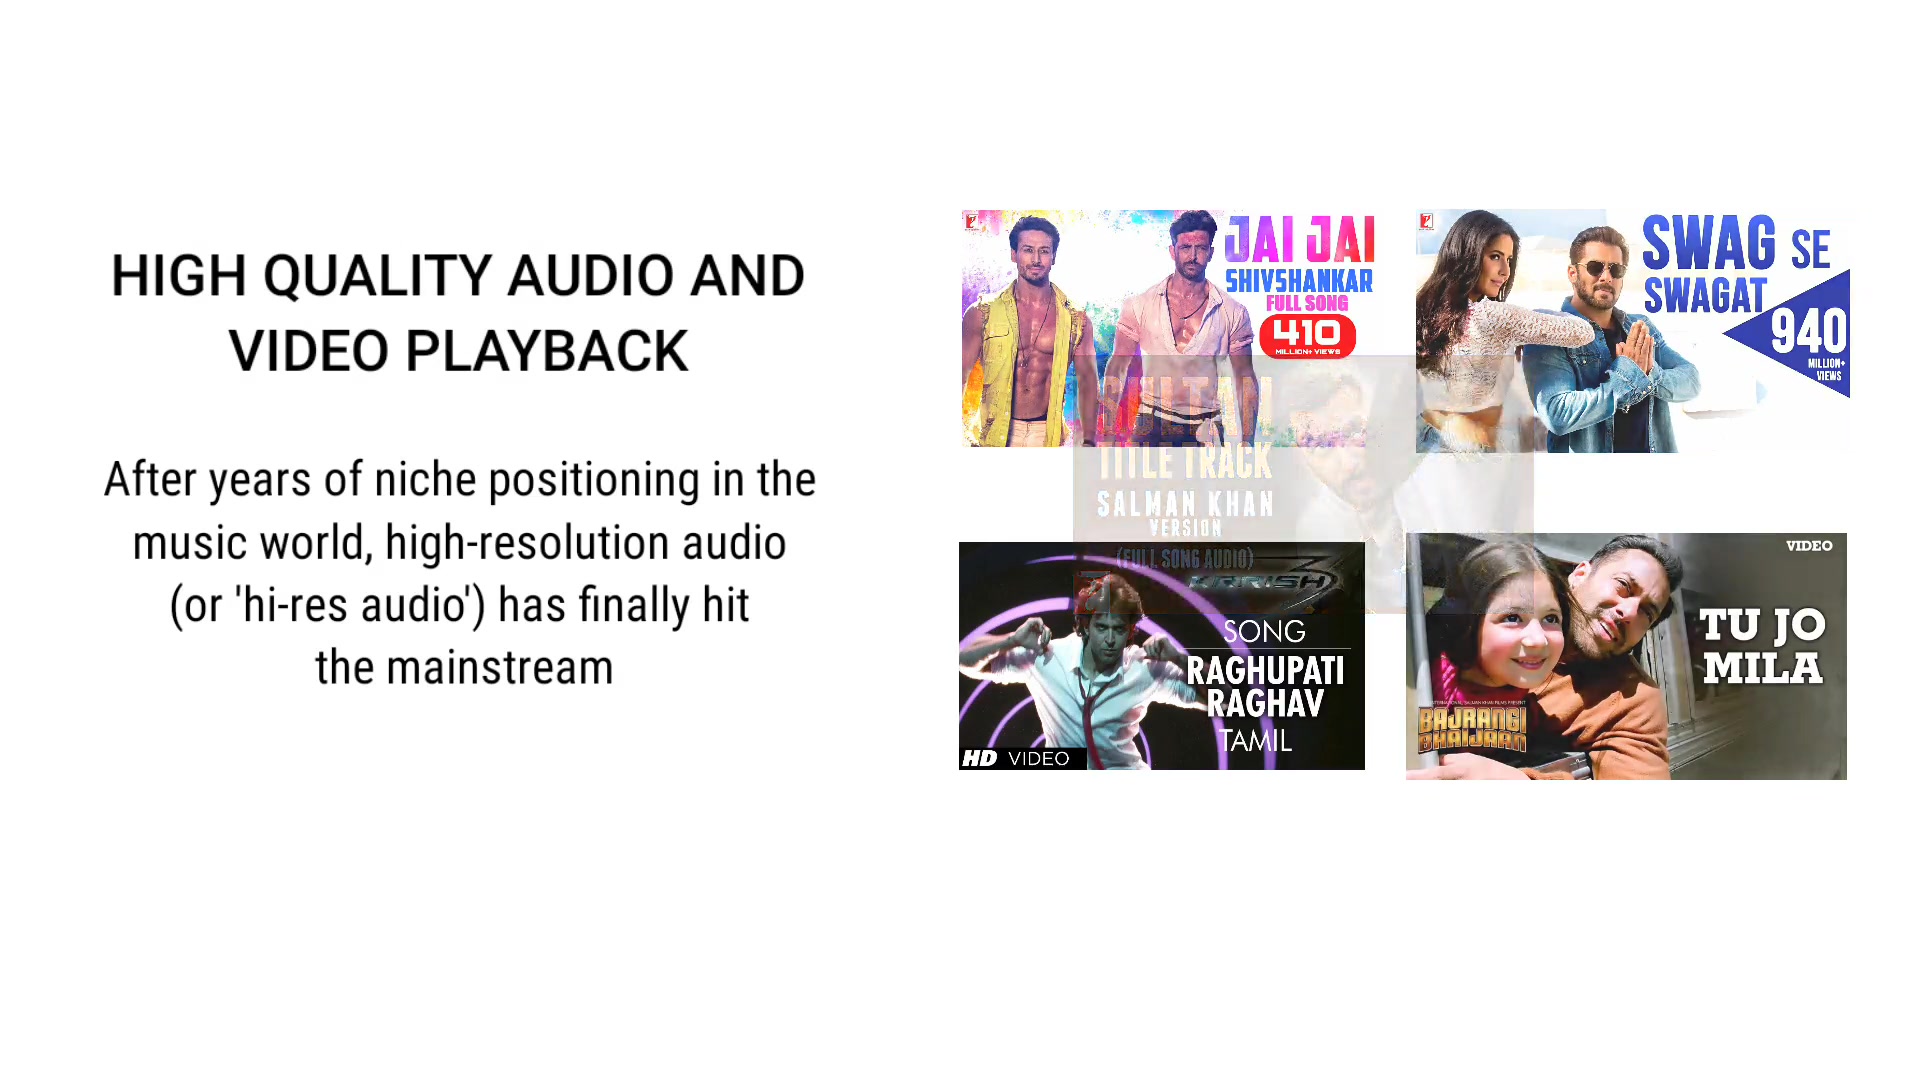 HIGH QUALITY AUDIO AND
VIDEO PLAYBACK
After years of niche positioning in the
music world, high-resolution audio
(or 'hi-res audio') has finally hit
the mainstream
JAI JAI
SHIVSHANKAR
FULL SONG
410
MILLION+ VIEWS
SWAG SE
SWAGAT
940
MILLION+
VIEWS
SULTAN
TITLE TRACK
SALMAN KHAN
VERSION
(FULL SONG AUDIO)
KRRISH 3
SONG
RAGHUPATI
RAGHAV
TAMIL
HD VIDEO
VIDEO
TU JO
MILA
BAJRANGI
BHAIJAAN